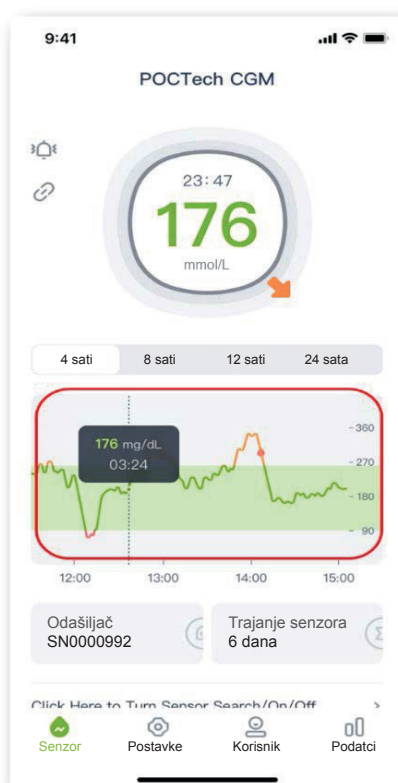 9:41
POCTech CGM
23:47
176
mmol/L
4 sati 8 sati 12 sati 24 sata
360
176 mg/dL
03:24
270
180
90
12:00 13:00 14:00 15:00
Odašiljač Trajanje senzora
SN0000992 6 dana
Click Here to Turn Sensor Search/On/Off
Senzor Postavke Korisnik Podatci